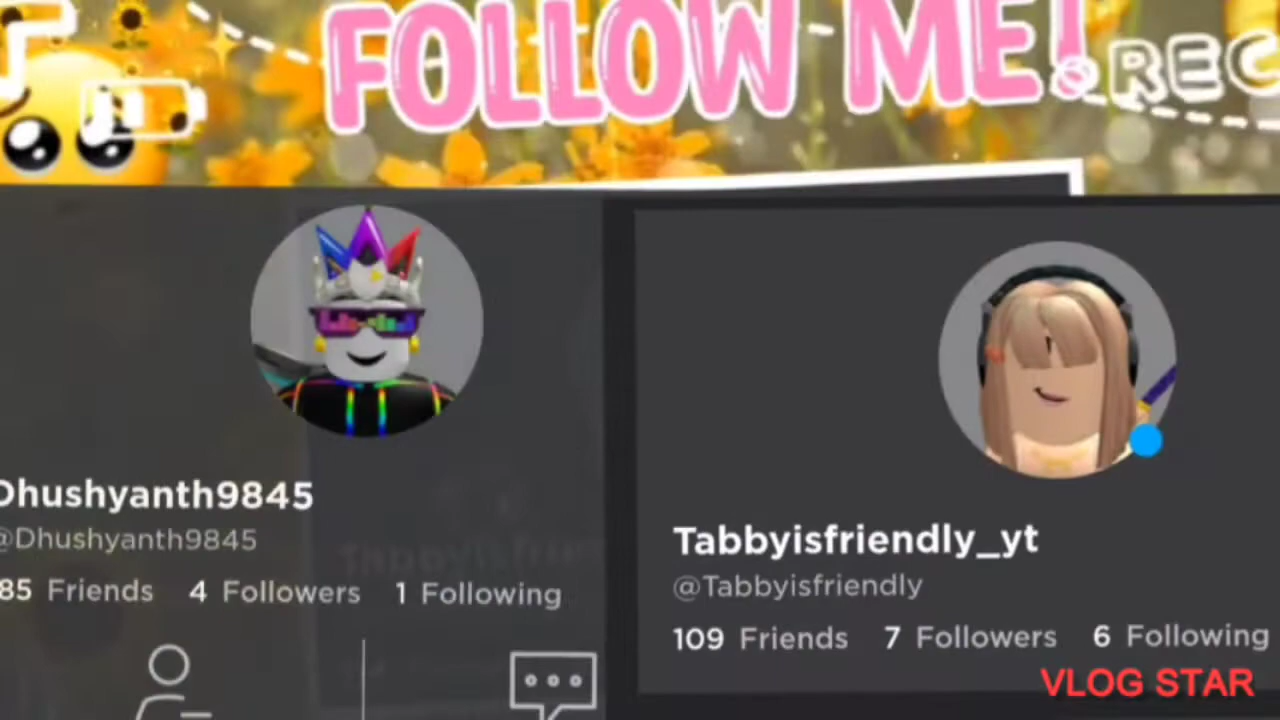 FOLLOW ME!
REC
Dhushyanth9845
@Dhushyanth9845
85 Friends 4 Followers 1 Following
Tabbyisfriendly_yt
@Tabbyisfriendly
109 Friends 7 Followers 6 Following
VLOG STAR